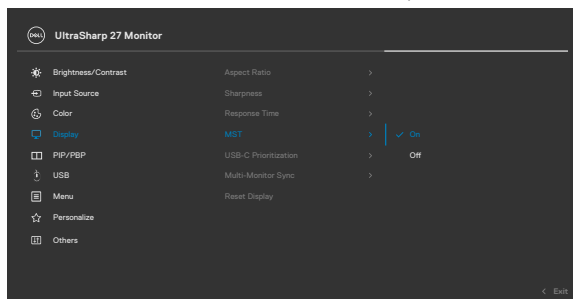 DELL UltraSharp 27 Monitor
Brightness/Contrast Aspect Ratio
Input Source Sharpness
Color Response Time
Display MST On
PIP/PBP USB-C Prioritization Off
USB Multi-Monitor Sync
Menu Reset Display
Personalize
Others
Exit